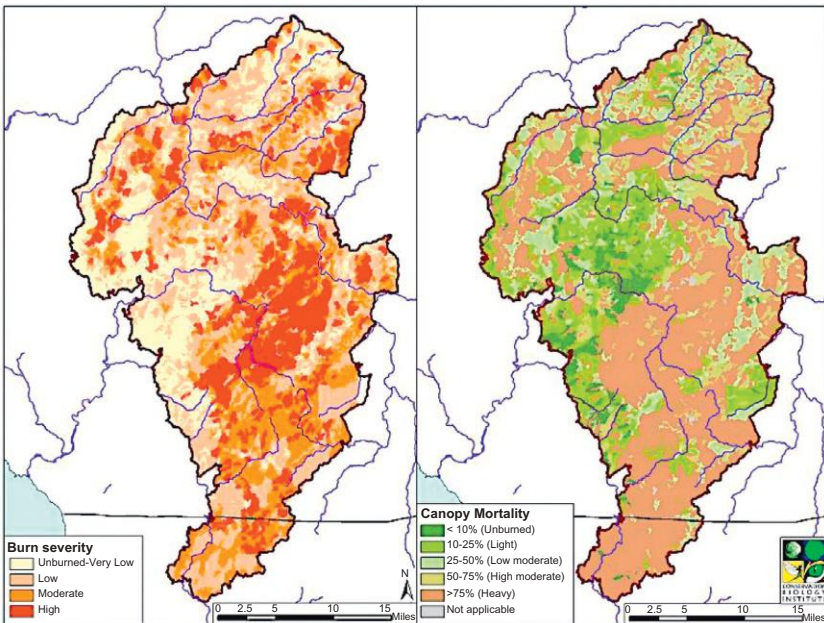 Burn severity
Unburned-Very Low
Low
Moderate
High
N
0 2.5 5 10 15
Miles
Canopy Mortality
< 10% (Unburned)
10-25% (Light)
25-50% (Low moderate)
50-75% (High moderate)
>75% (Heavy)
Not applicable
0 2.5 5 10 15
Miles
CONSERVATION
BIOLOGY
INSTITUTE